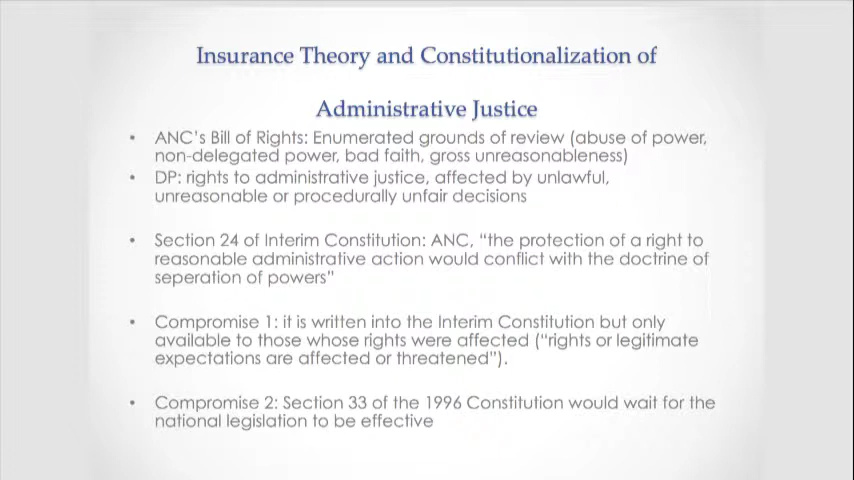 Insurance Theory and Constitutionalization of
Administrative Justice
• ANC's Bill of Rights: Enumerated grounds of review (abuse of power,
non-delegated power, bad faith, gross unreasonableness)
• DP: rights to administrative justice, affected by unlawful,
unreasonable or procedurally unfair decisions
• Section 24 of Interim Constitution: ANC, “the protection of a right to
reasonable administrative action would conflict with the doctrine of
seperation of powers”
• Compromise 1: it is written into the Interim Constitution but only
available to those whose rights were affected (“rights or legitimate
expectations are affected or threatened”).
• Compromise 2: Section 33 of the 1996 Constitution would wait for the
national legislation to be effective